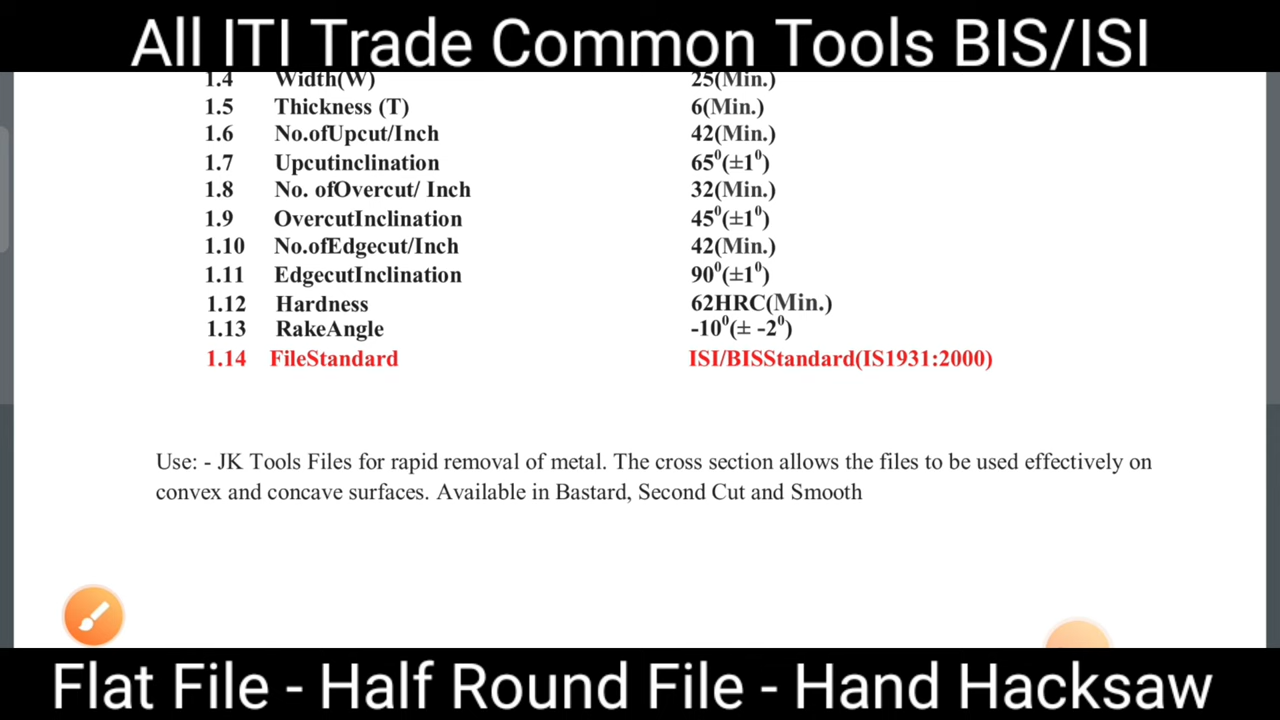 All ITI Trade Common Tools BIS/ISI
1.4 Width(W) 25(Min.)
1.5 Thickness (T) 6(Min.)
1.6 No.ofUpcut/Inch 42(Min.)
1.7 Upcutinclination 65⁰(±1⁰)
1.8 No. ofOvercut/ Inch 32(Min.)
1.9 OvercutInclination 45⁰(±1⁰)
1.10 No.ofEdgecut/Inch 42(Min.)
1.11 EdgecutInclination 90⁰(±1⁰)
1.12 Hardness 62HRC(Min.)
1.13 RakeAngle -10⁰(± -2⁰)
1.14 FileStandard ISI/BISStandard(IS1931:2000)
Use: - JK Tools Files for rapid removal of metal. The cross section allows the files to be used effectively on
convex and concave surfaces. Available in Bastard, Second Cut and Smooth
Flat File - Half Round File - Hand Hacksaw